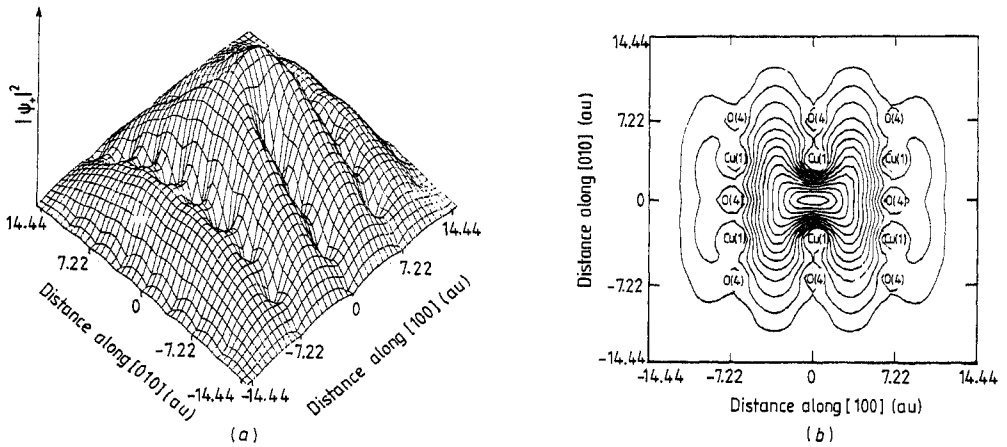 |ψ₊|²
14.44
7.22
0
-7.22
-14.44
-14.44
-7.22
0
7.22
14.44
Distance along [010] (au)
Distance along [100] (au)
(a)
14.44
7.22
0
-7.22
-14.44
Distance along [010] (au)
O(4) O(4) O(4)
Cu(1) Cu(1) Cu(1)
O(4) O(4)
Cu(1) Cu(1) Cu(1)
O(4) O(4) O(4)
-14.44 -7.22 0 7.22 14.44
Distance along [100] (au)
(b)